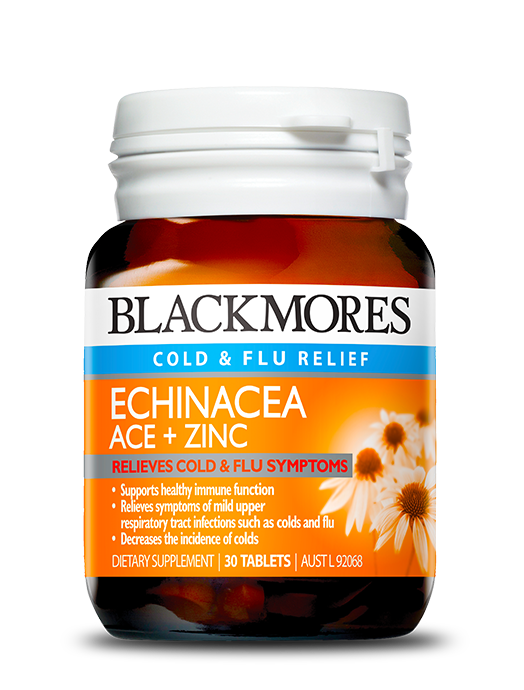 BLACKMORES
COLD & FLU RELIEF
ECHINACEA
ACE + ZINC
RELIEVES COLD & FLU SYMPTOMS
• Supports healthy immune function
• Relieves symptoms of mild upper
respiratory tract infections such as colds and flu
• Decreases the incidence of colds
DIETARY SUPPLEMENT | 30 TABLETS | AUST L 92068